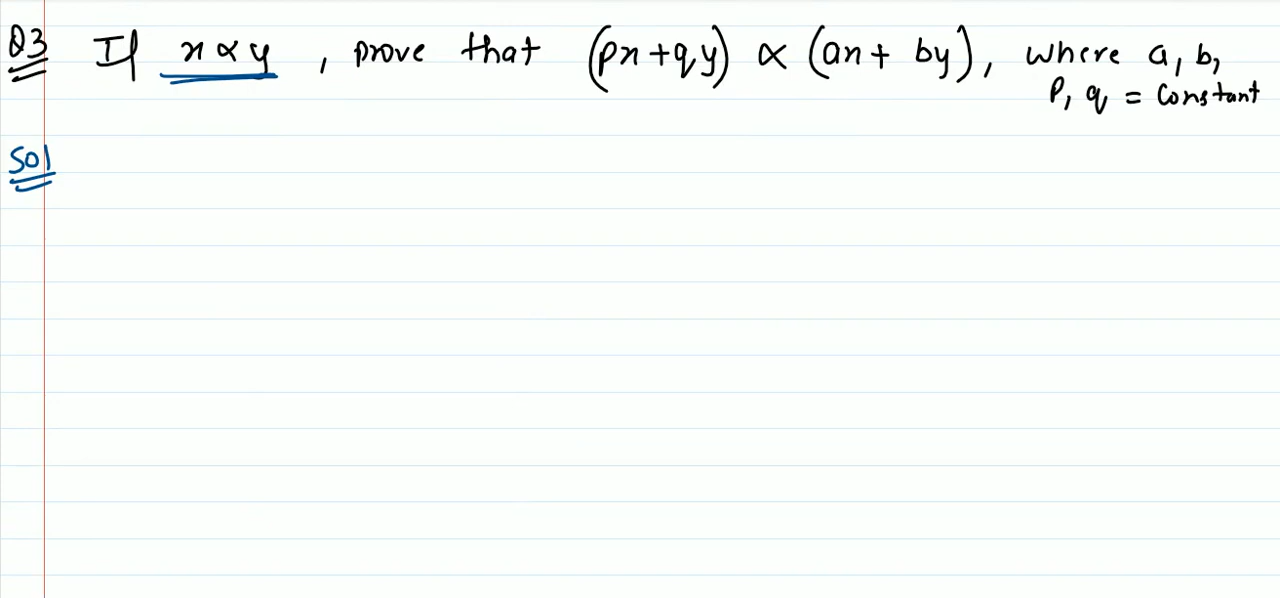 Q3 If x ∝ y , prove that (px+qy) ∝ (ax+ by), where a, b,
p, q = constant
Sol